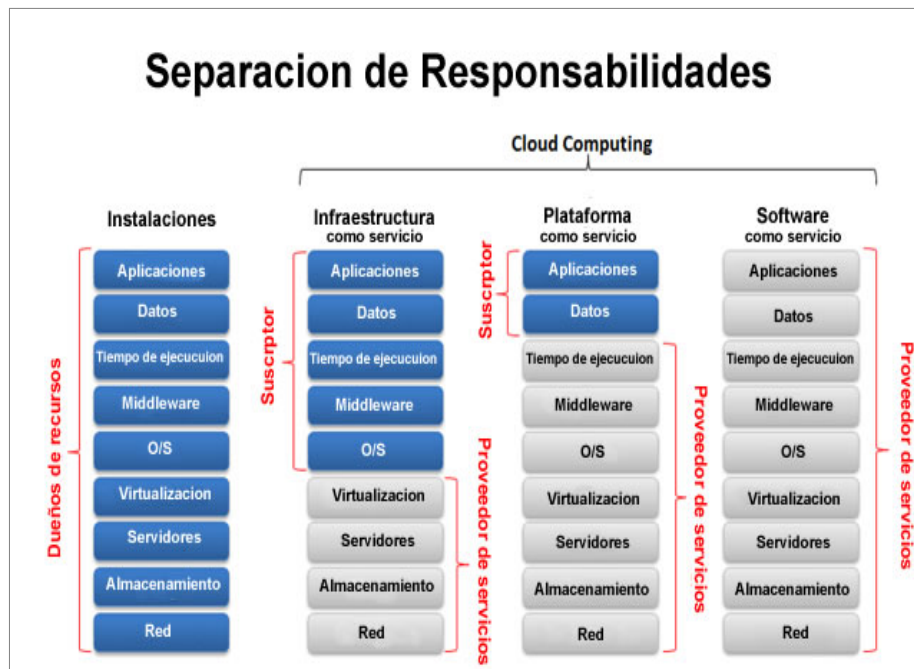 Separacion de Responsabilidades
Cloud Computing
Instalaciones
Dueños de recursos
Aplicaciones
Datos
Tiempo de ejecucuion
Middleware
O/S
Virtualizacion
Servidores
Almacenamiento
Red
Infraestructura
como servicio
Suscrptor
Aplicaciones
Datos
Tiempo de ejecucuion
Middleware
O/S
Virtualizacion
Servidores
Almacenamiento
Red
Proveedor de servicios
Plataforma
como servicio
Suscrptor
Aplicaciones
Datos
Tiempo de ejecucuion
Middleware
O/S
Virtualizacion
Servidores
Almacenamiento
Red
Proveedor de servicios
Software
como servicio
Aplicaciones
Datos
Tiempo de ejecucuion
Middleware
O/S
Virtualizacion
Servidores
Almacenamiento
Red
Proveedor de servicios